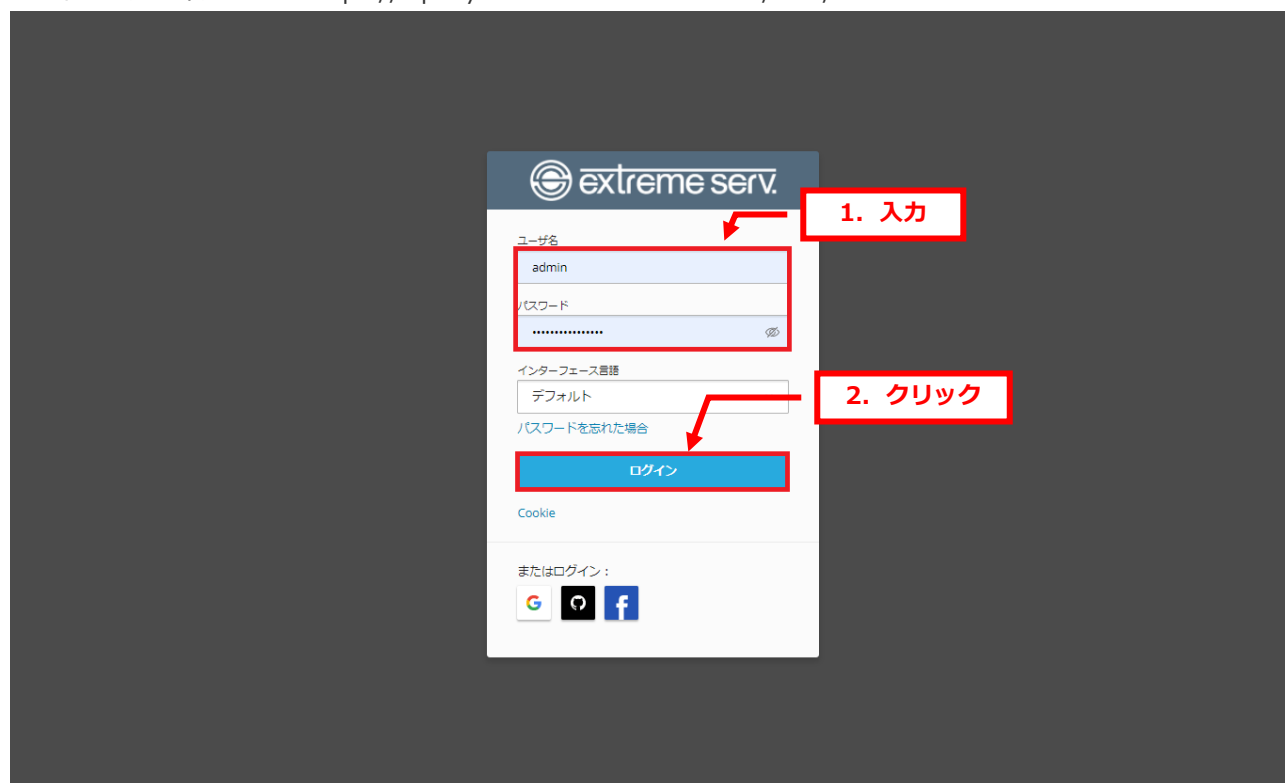 extreme serv.
1. 入力
ユーザ名
admin
パスワード
インターフェース言語
デフォルト
2. クリック
パスワードを忘れた場合
ログイン
Cookie
またはログイン：
G
f